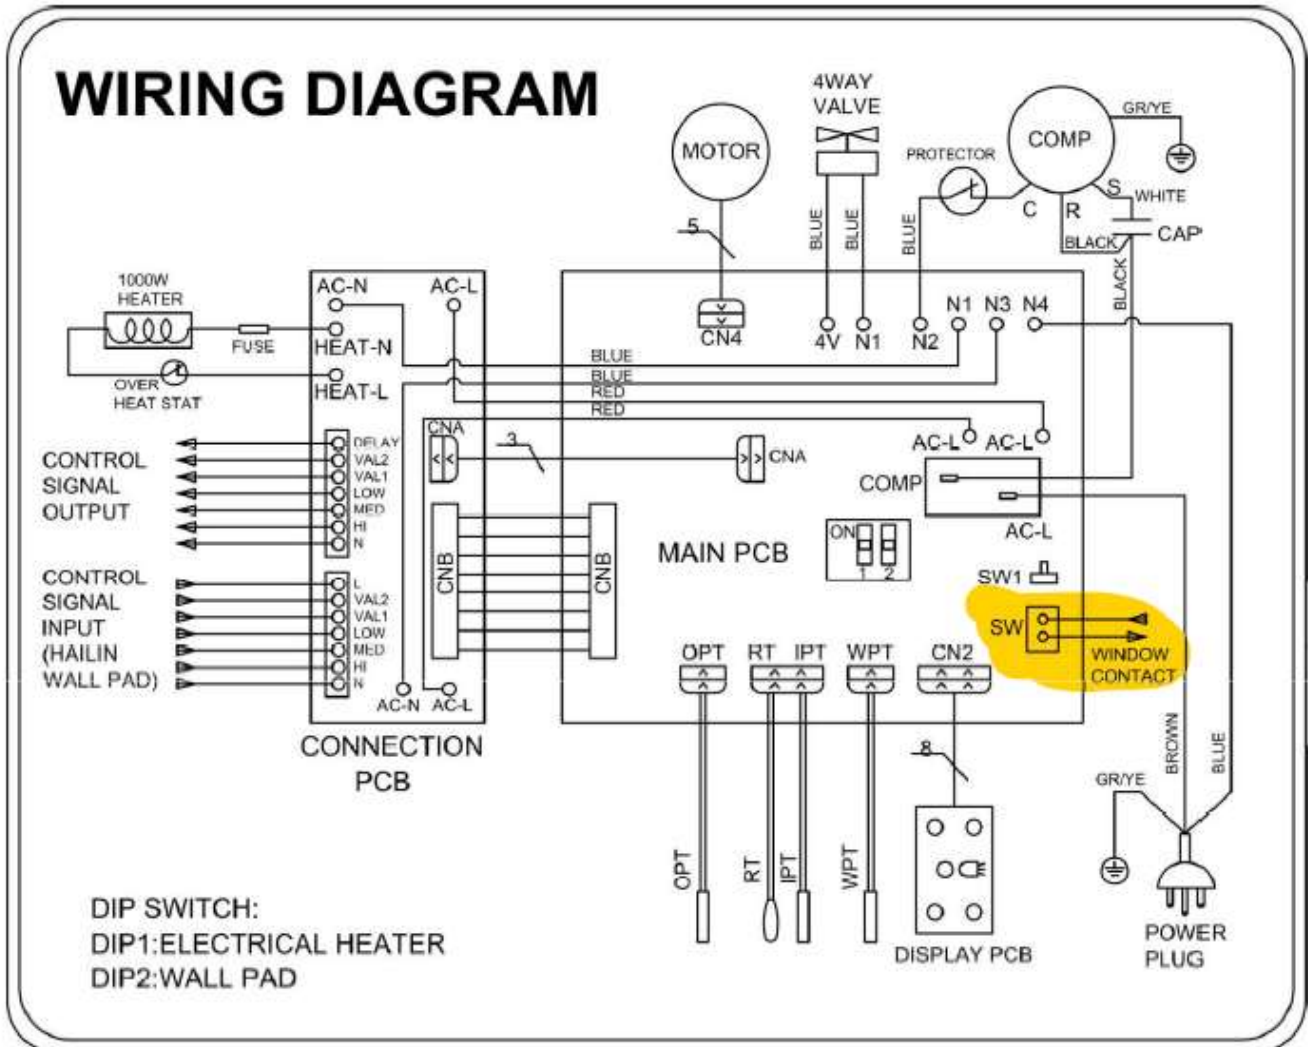 WIRING DIAGRAM
4WAY
VALVE
MOTOR
COMP
GR/YE
PROTECTOR
C
R
S
WHITE
CAP
BLACK
BLACK
BLUE
BLUE
BLUE
5
CN4
4V
N1
N2
N1
N3
N4
1000W
HEATER
FUSE
OVER
HEAT STAT
AC-N
AC-L
HEAT-N
HEAT-L
BLUE
BLUE
RED
RED
CONTROL
SIGNAL
OUTPUT
DELAY
VAL2
VAL1
LOW
MED
HI
N
CNA
3
CNA
CONTROL
SIGNAL
INPUT
(HAILIN
WALL PAD)
L
VAL2
VAL1
LOW
MED
HI
N
CNB
CNB
AC-N
AC-L
CONNECTION
PCB
MAIN PCB
AC-L
AC-L
COMP
AC-L
ON
1 2
SW1
SW
WINDOW
CONTACT
OPT
RT
IPT
WPT
CN2
8
OPT
RT
IPT
WPT
DISPLAY PCB
BROWN
BLUE
GR/YE
POWER
PLUG
DIP SWITCH:
DIP1:ELECTRICAL HEATER
DIP2:WALL PAD